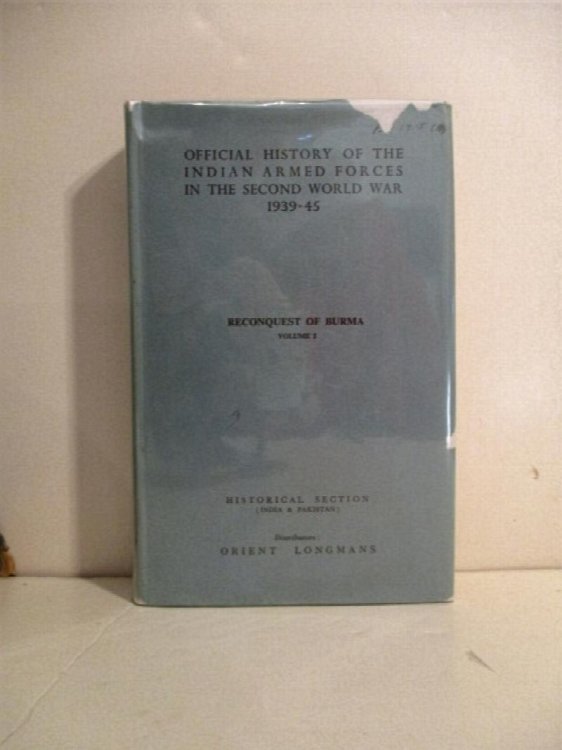 OFFICIAL HISTORY OF THE
INDIAN ARMED FORCES
IN THE SECOND WORLD WAR
1939-45
RECONQUEST OF BURMA
VOLUME I
HISTORICAL SECTION
(INDIA & PAKISTAN)
Distributors:
ORIENT LONGMANS